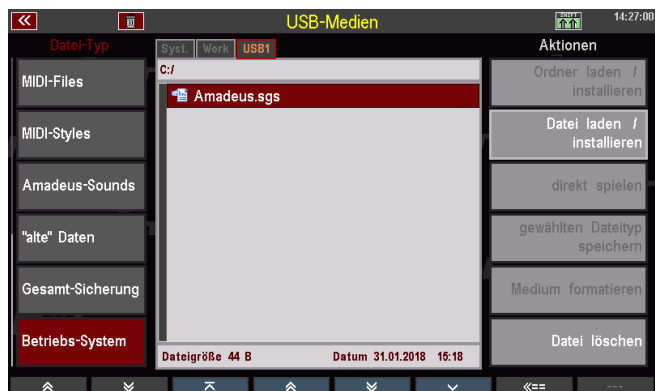 USB-Medien
SHIFT
14:27:00
Datei-Typ
Syst. Work USB1
Aktionen
C:/
Amadeus.sgs
MIDI-Files
MIDI-Styles
Amadeus-Sounds
"alte" Daten
Gesamt-Sicherung
Betriebs-System
Ordner laden /
installieren
Datei laden /
installieren
direkt spielen
gewählten Dateityp
speichern
Medium formatieren
Datei löschen
Dateigröße 44 B Datum 31.01.2018 15:18
«== ---